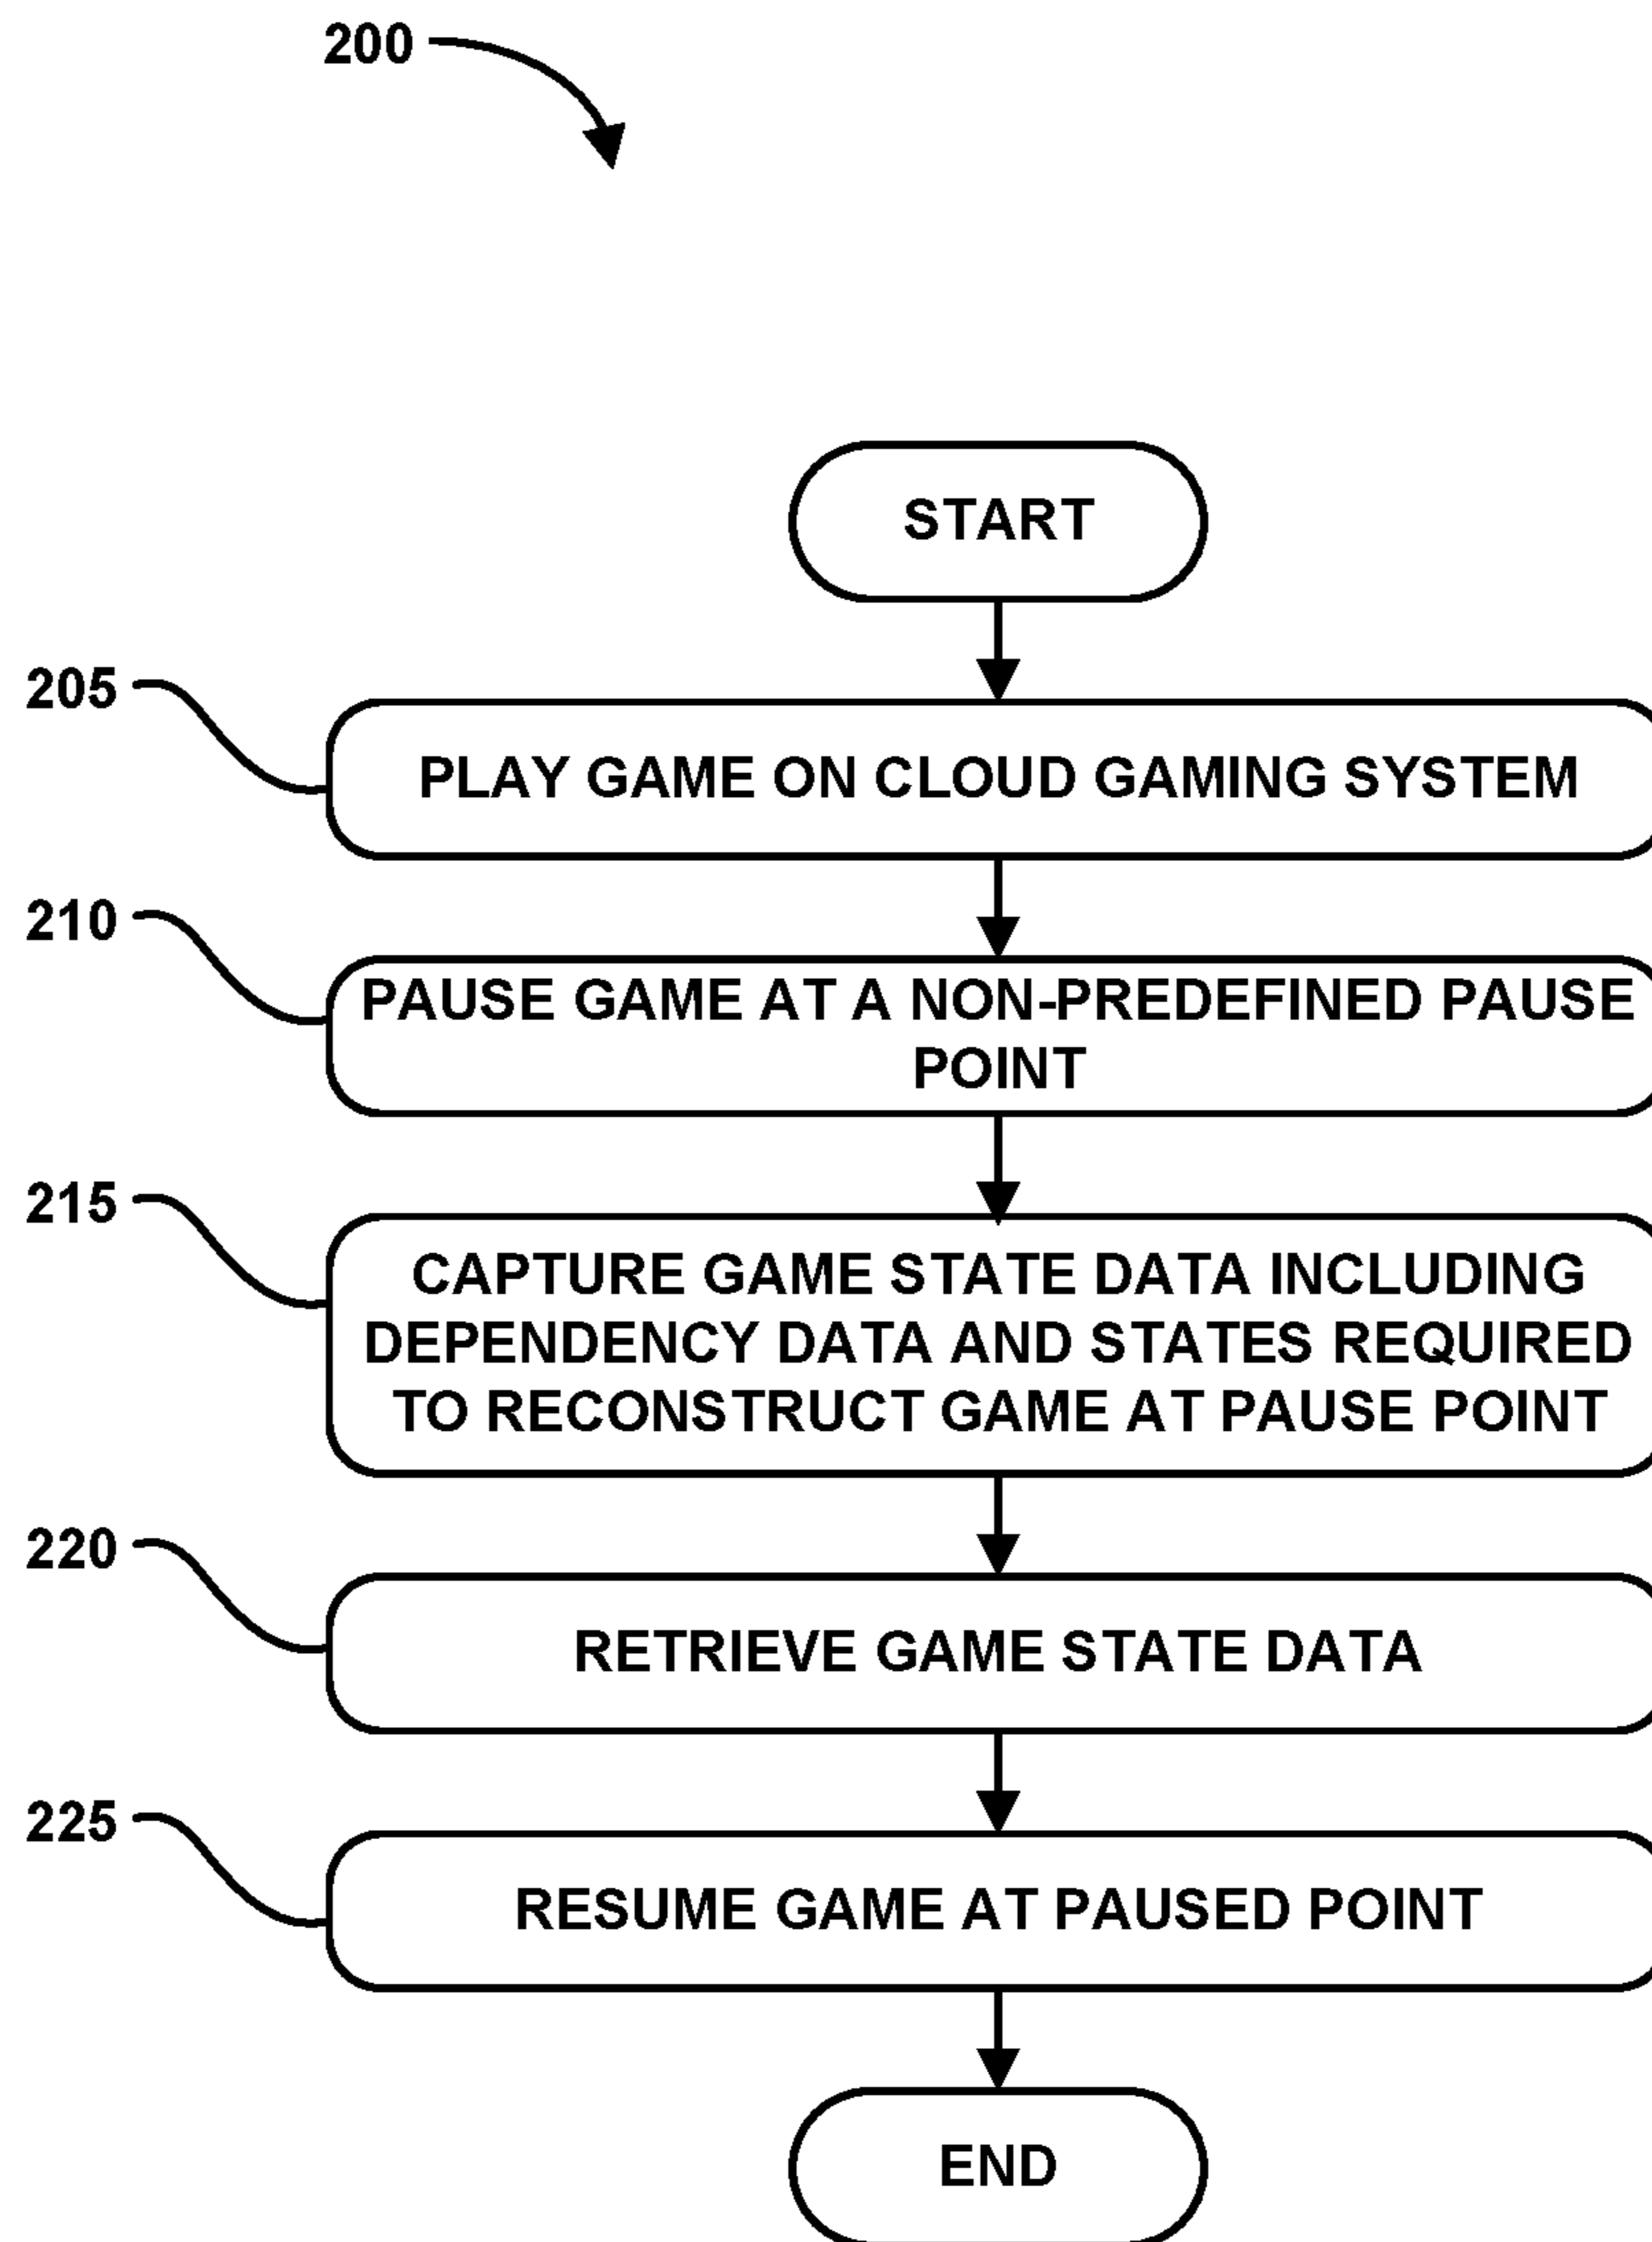 200
START
205
PLAY GAME ON CLOUD GAMING SYSTEM
210
PAUSE GAME AT A NON-PREDEFINED PAUSE
POINT
215
CAPTURE GAME STATE DATA INCLUDING
DEPENDENCY DATA AND STATES REQUIRED
TO RECONSTRUCT GAME AT PAUSE POINT
220
RETRIEVE GAME STATE DATA
225
RESUME GAME AT PAUSED POINT
END